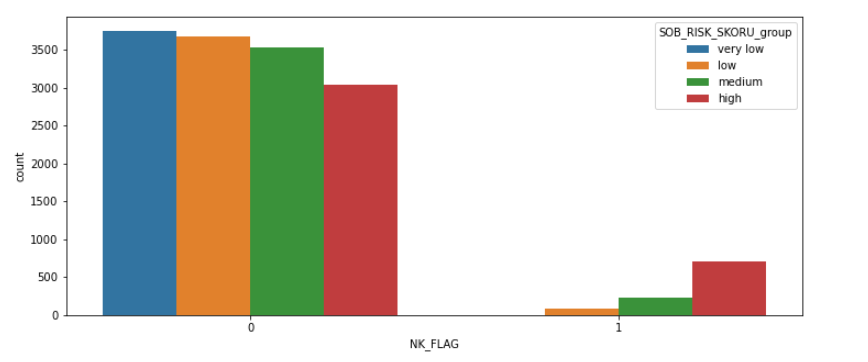 SOB_RISK_SKORU_group
very low
low
medium
high
3500
3000
2500
2000
1500
1000
500
0
count
0 1
NK_FLAG